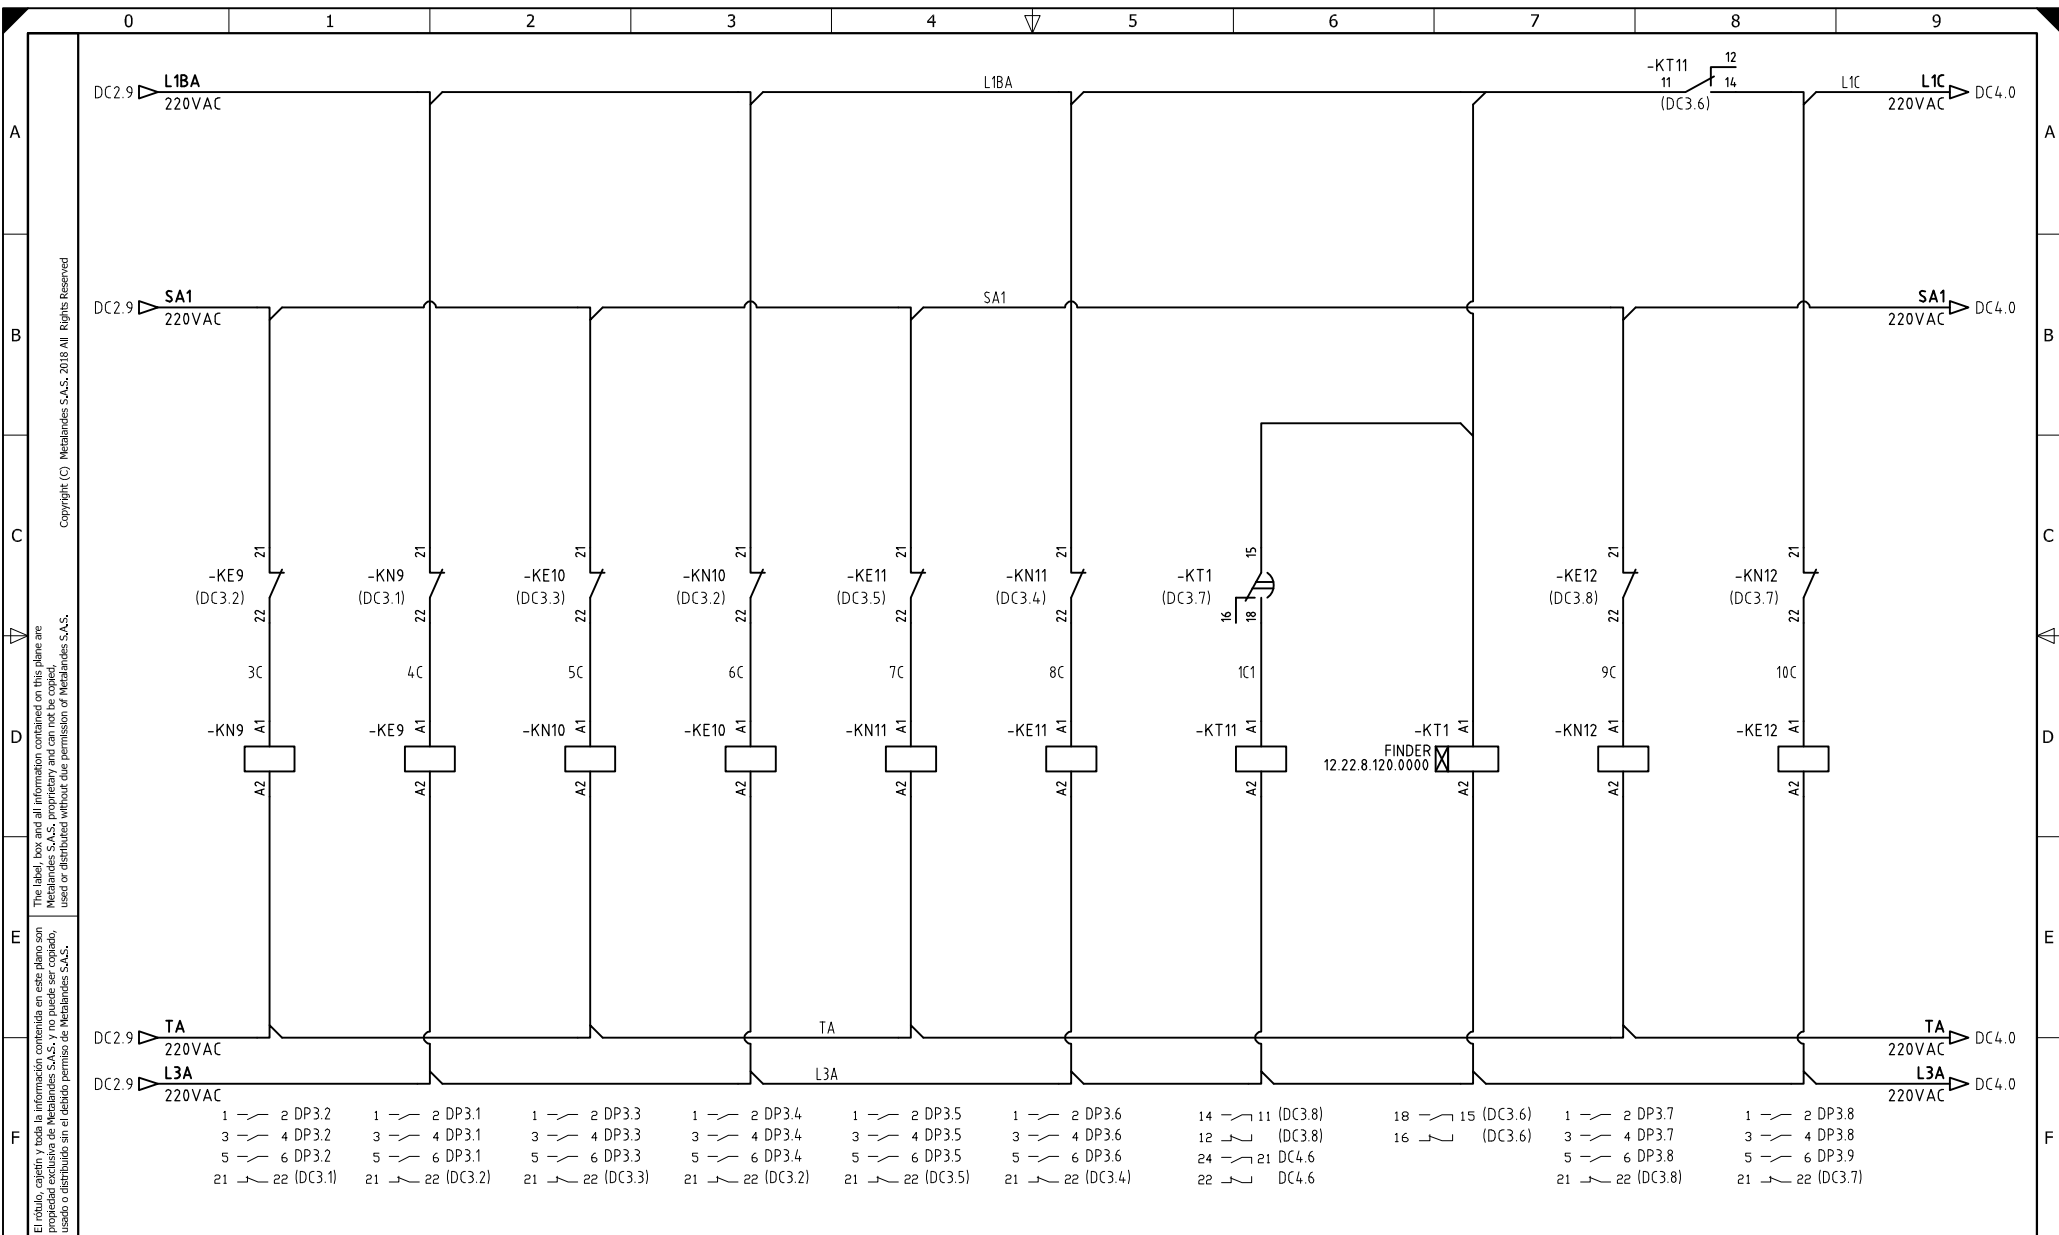 0 1 2 3 4 5 6 7 8 9
-KT11 12
11 14
(DC3.6)
DC2.9 L1BA L1BA L1C L1C DC4.0
220VAC 220VAC
A A
Copyright (C) Metalandes S.A.S. 2018 All Rights Reserved
DC2.9 SA1 SA1 SA1 DC4.0
220VAC 220VAC
B B
C C
21 21 21 21 21 21 15 21 21
-KE9 -KN9 -KE10 -KN10 -KE11 -KN11 -KT1 -KE12 -KN12
(DC3.2) (DC3.1) (DC3.3) (DC3.2) (DC3.5) (DC3.4) (DC3.7) (DC3.8) (DC3.7)
22 22 22 22 22 22 16 18 22 22
The label, box and all information contained on this plane are
Metalandes S.A.S. proprietary and can not be copied,
used or distributed without due permission of Metalandes S.A.S.
3C 4C 5C 6C 7C 8C 1C1 9C 10C
D D
-KN9 A1 -KE9 A1 -KN10 A1 -KE10 A1 -KN11 A1 -KE11 A1 -KT11 A1 -KT1 A1 -KN12 A1 -KE12 A1
FINDER
12.22.8.120.0000
A2 A2 A2 A2 A2 A2 A2 A2 A2 A2
E E
El rótulo, cajetín y toda la información contenida en este plano son
propiedad exclusiva de Metalandes S.A.S. y no puede ser copiado,
usado o distribuido sin el debido permiso de Metalandes S.A.S.
DC2.9 TA TA TA DC4.0
220VAC 220VAC
DC2.9 L3A L3A L3A DC4.0
220VAC 220VAC
F F
1 2 DP3.2 1 2 DP3.1 1 2 DP3.3 1 2 DP3.4 1 2 DP3.5 1 2 DP3.6 14 11 (DC3.8) 18 15 (DC3.6) 1 2 DP3.7 1 2 DP3.8
3 4 DP3.2 3 4 DP3.1 3 4 DP3.3 3 4 DP3.4 3 4 DP3.5 3 4 DP3.6 12 (DC3.8) 16 (DC3.6) 3 4 DP3.7 3 4 DP3.8
5 6 DP3.2 5 6 DP3.1 5 6 DP3.3 5 6 DP3.4 5 6 DP3.5 5 6 DP3.6 24 21 DC4.6 5 6 DP3.8 5 6 DP3.9
21 22 (DC3.1) 21 22 (DC3.2) 21 22 (DC3.3) 21 22 (DC3.2) 21 22 (DC3.5) 21 22 (DC3.4) 22 DC4.6 21 22 (DC3.8) 21 22 (DC3.7)